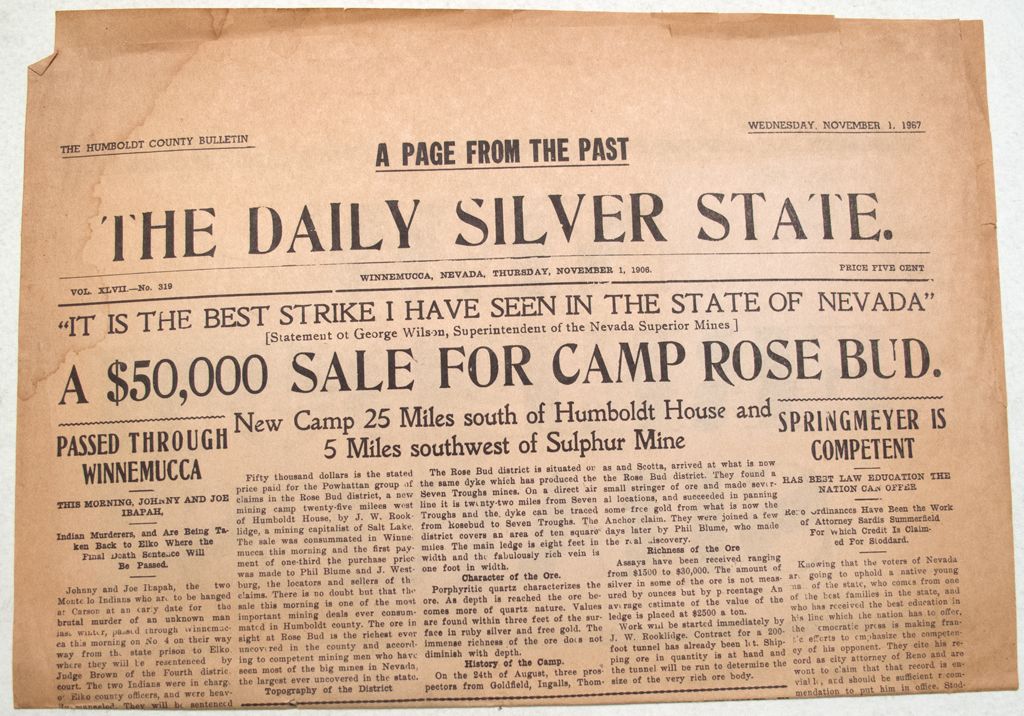 THE HUMBOLDT COUNTY BULLETIN
WEDNESDAY, NOVEMBER 1, 1967
A PAGE FROM THE PAST
THE DAILY SILVER STATE.
VOL. XLVII.—No. 319
WINNEMUCCA, NEVADA, THURSDAY, NOVEMBER 1, 1906.
PRICE FIVE CENT
“IT IS THE BEST STRIKE I HAVE SEEN IN THE STATE OF NEVADA”
[Statement of George Wilson, Superintendent of the Nevada Superior Mines ]
A $50,000 SALE FOR CAMP ROSE BUD.
PASSED THROUGH
WINNEMUCCA
THIS MORNING, JOHNNY AND JOE
IBAPAH,
Indian Murderers, and Are Being Ta-
ken Back to Elko Where the
Final Death Sentence Will
Be Passed.
Johnny and Joe Ibapah, the two
Montelo Indians who are to be hanged
at Carson at an early date for the
brutal murder of an unknown man
last winter, passed through Winnemuc-
ca this morning on No 4 on their way
way from the state prison to Elko,
where they will be resentenced by
Judge Brown of the Fourth distric
court. The two Indians were in charg
of Elko county officers, and were heav-
manacled. They will be sentenced
New Camp 25 Miles south of Humboldt House and
5 Miles southwest of Sulphur Mine
Fifty thousand dollars is the stated
price paid for the Powhattan group of
claims in the Rose Bud district, a new
mining camp twenty-five milees west
of Humboldt House, by J. W. Rook-
lidge, a mining capitalist of Salt Lake.
The sale was consummated in Winne-
mucca this morning and the first pay-
ment of one-third the purchase price
was made to Phil Blume and J. West-
burg, the locators and sellers of th
claims. There is no doubt but that the
sale this morning is one of the most
important mining deals ever consum-
mated in Humboldt county. The ore in
sight at Rose Bud is the richest ever
uncovered in the county and accord-
ing to competent mining men who have
seen most of the big mines in Nevada,
the largest ever uncovered in the state.
Topography of the District
The Rose Bud district is situated on
the same dyke which has produced the
Seven Troughs mines. On a direct air
line it is twenty-two miles from Seven
Troughs and the dyke can be traced
from Rosebud to Seven Troughs. The
district covers an area of ten square
miles. The main ledge is eight feet in
width and the fabulously rich vein is
one foot in width.
Character of the Ore.
Porphyritic quartz characterizes the
ore. As depth is reached the ore be-
comes more of quartz nature. Values
are found within three feet of the sur-
face in ruby silver and free gold. The
immense richness of the ore does not
diminish with depth.
History of the Camp.
On the 24th of August, three pros-
pectors from Goldfield, Ingalls, Thom-
as and Scotta, arrived at what is now
the Rose Bud district. They found a
small stringer of ore and made sever-
al locations, and succeeded in panning
some free gold from what is now the
Anchor claim. They were joined a few
days later by Phil Blume, who made
the real discovery.
Richness of the Ore
Assays have been received ranging
from $1500 to $30,000. The amount of
silver in some of the ore is not meas-
ured by ounces but by percentage. An
average estimate of the value of the
ledge is placed at $2500 a ton.
Work will be started immediately by
J. W. Rooklidge. Contract for a 200-
foot tunnel has already been let. Ship-
ping ore in quantity is at hand and
the tunnel will be run to determine the
size of the very rich ore body.
SPRINGMEYER IS
COMPETENT
HAS BEST LAW EDUCATION THE
NATION CAN OFFER
Reno Ordinances Have Been the Work
of Attorney Sardis Summerfield
For which Credit Is Claim-
ed For Stoddard.
Knowing that the voters of Nevada
are going to uphold a native young
of the state, who comes from one
of the best families in the state, and
who has received the best education in
his line which the nation has to offer,
the Democratic press is making fran-
efforts to emphasize the competen-
cy of his opponent. They cite his re-
cord as city attorney of Reno and are
wont to claim that that record is en-
viable, and should be sufficient recom-
mendation to put him in office. Stod-